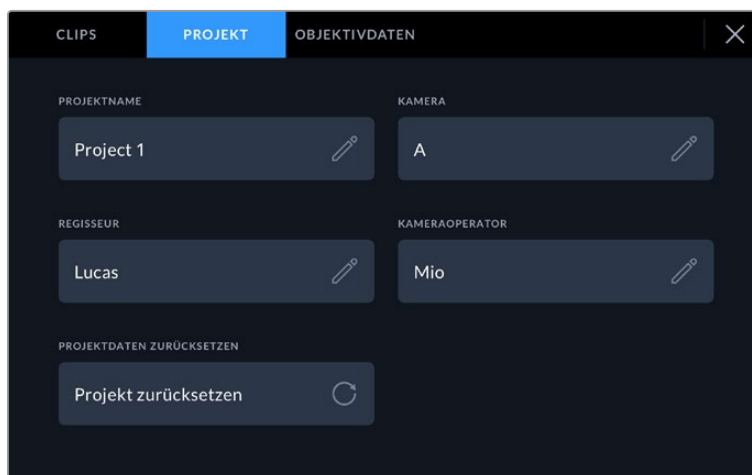 CLIPS PROJEKT OBJEKTIVDATEN
PROJEKTNAME KAMERA
Project 1 A
REGISSEUR KAMERAOPERATOR
Lucas Mio
PROJEKTDATEN ZURÜCKSETZEN
Projekt zurücksetzen